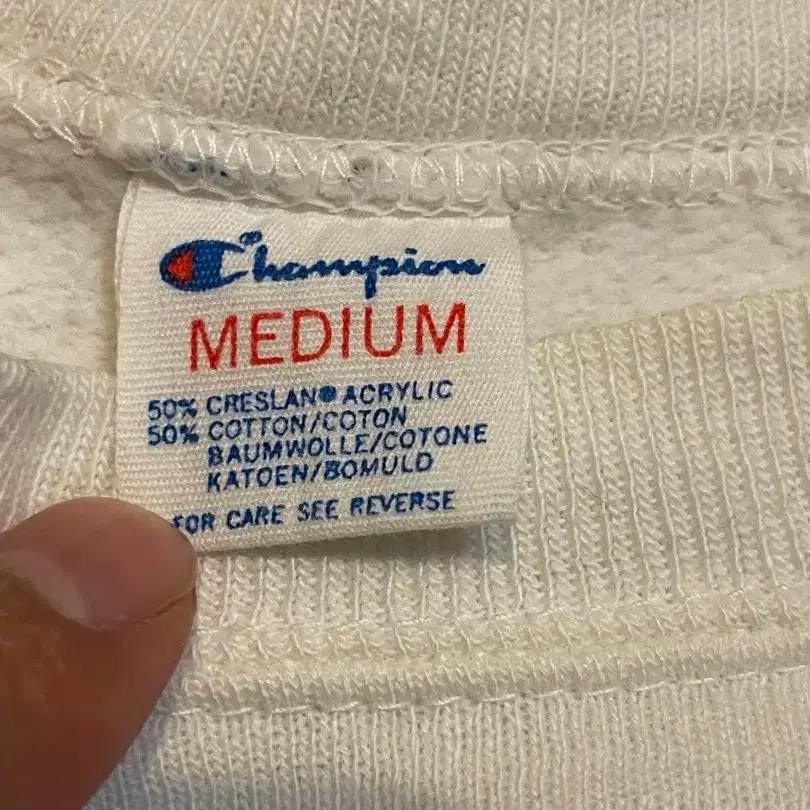 Champion®
MEDIUM
50% CRESLAN® ACRYLIC
50% COTTON/COTON
BAUMWOLLE/COTONE
KATOEN/BOMULD
FOR CARE SEE REVERSE